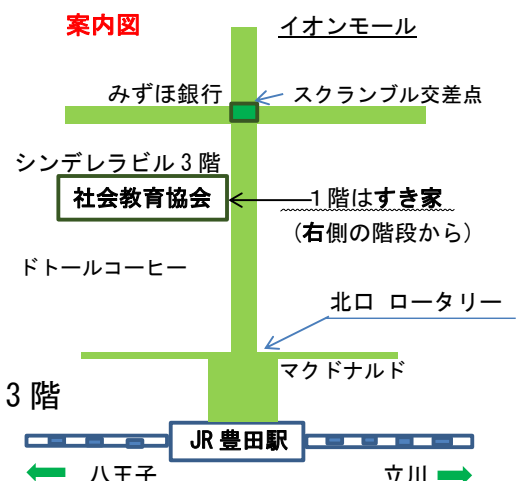 案内図
イオンモール
みずほ銀行
スクランブル交差点
シンデレラビル3階
社会教育協会
1階はすき家
(右側の階段から)
ドトールコーヒー
北口 ロータリー
マクドナルド
3階
JR豊田駅
八王子
立川